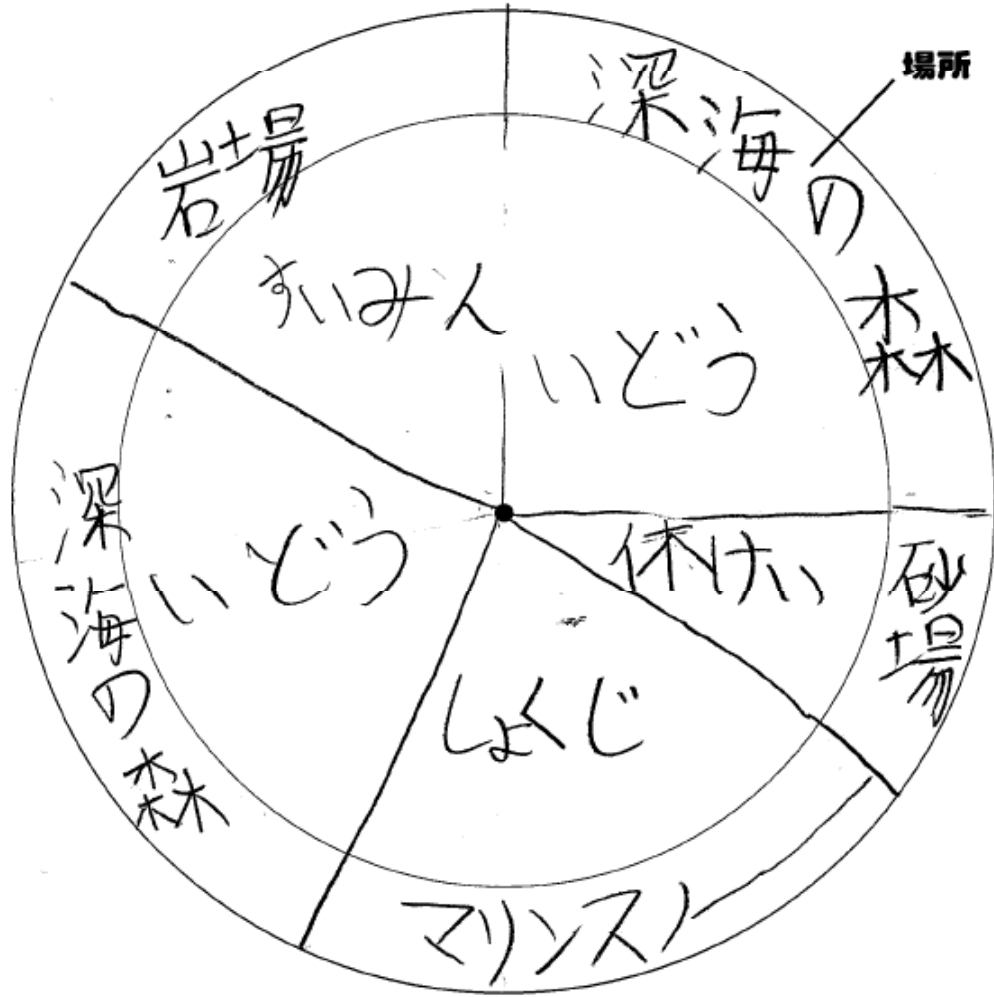 場所
深海の森
いどう
砂場
休けい
マリンスノー
しょくじ
深海の森
いどう
岩場
すいみん